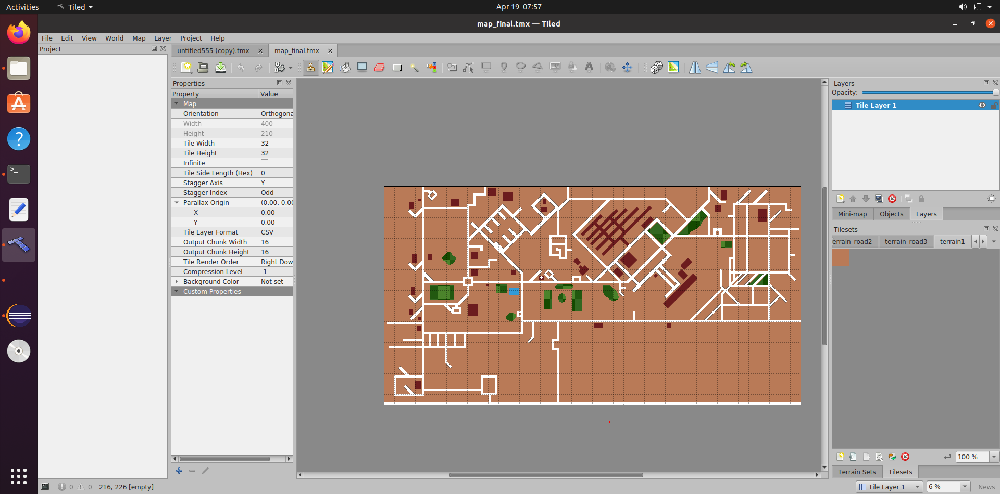 Activities
Tiled
Apr 19 07:57
map_final.tmx — Tiled
File Edit View World Map Layer Project Help
Project
untitled555 (copy).tmx
map_final.tmx
Properties
Property Value
Map
Orientation Orthogona
Width 400
Height 210
Tile Width 32
Tile Height 32
Infinite
Tile Side Length (Hex) 0
Stagger Axis Y
Stagger Index Odd
Parallax Origin (0.00, 0.00
X 0.00
Y 0.00
Tile Layer Format CSV
Output Chunk Width 16
Output Chunk Height 16
Tile Render Order Right Dow
Compression Level -1
Background Color Not set
Custom Properties
Layers
Opacity:
Tile Layer 1
Mini-map Objects Layers
Tilesets
errain_road2 terrain_road3 terrain1
100 %
Terrain Sets Tilesets
0 0 216, 226 [empty]
Tile Layer 1 6 % News